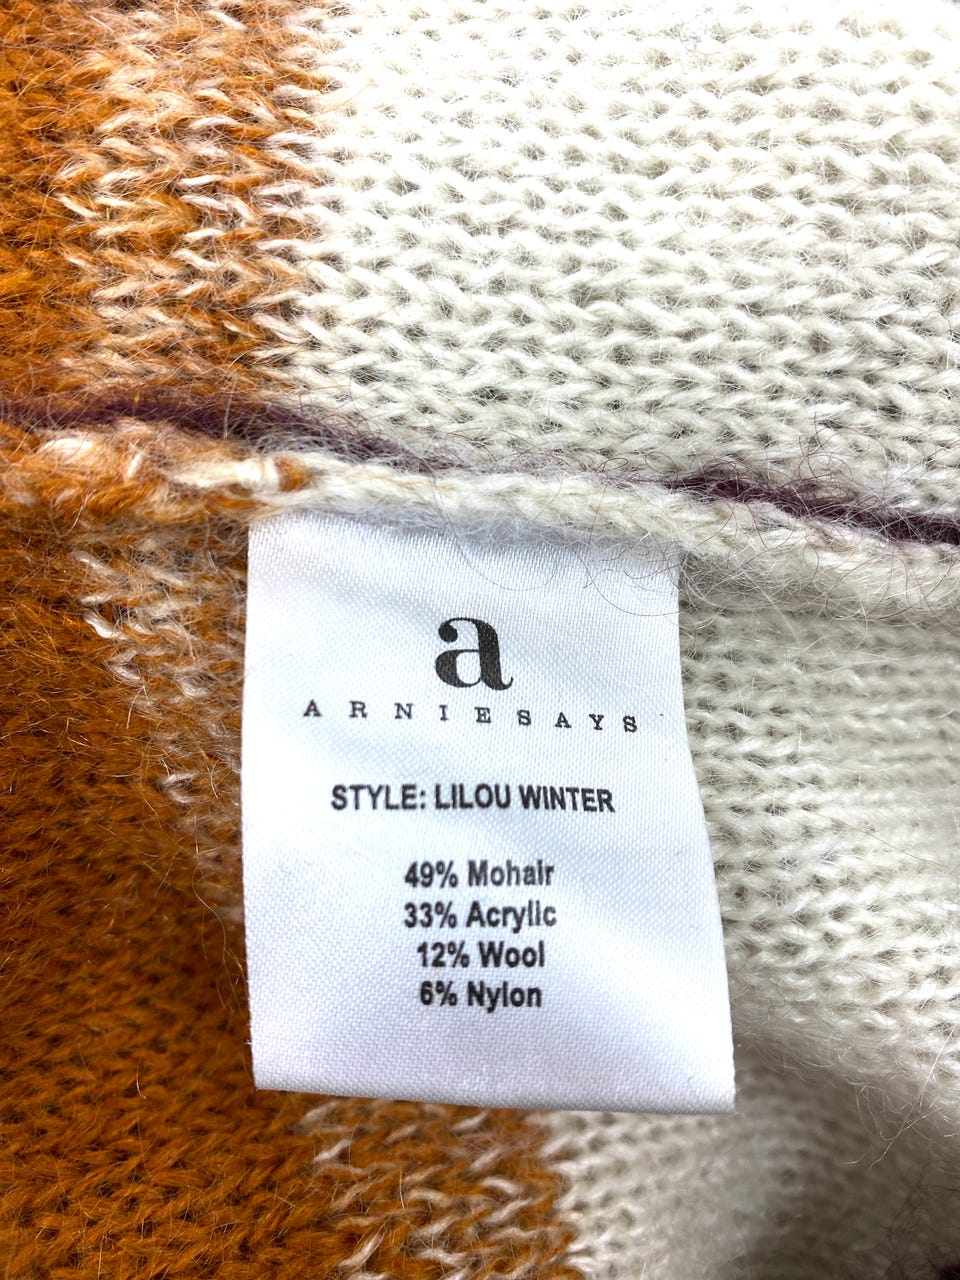 a
ARNIESAYS
STYLE: LILOU WINTER
49% Mohair
33% Acrylic
12% Wool
6% Nylon